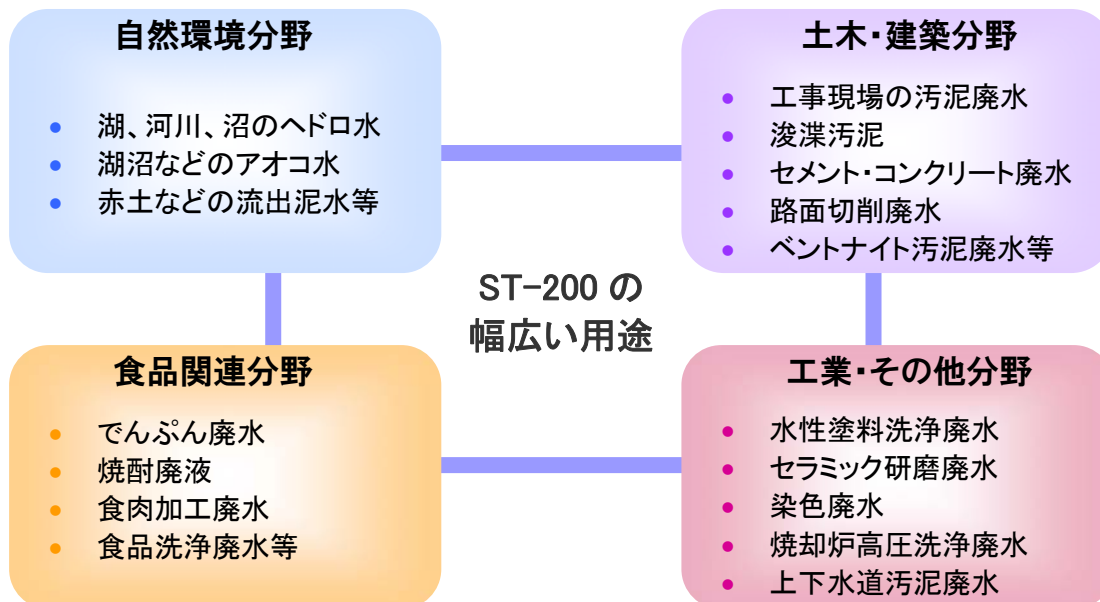 自然環境分野
• 湖、河川、沼のヘドロ水
• 湖沼などのアオコ水
• 赤土などの流出泥水等
土木・建築分野
• 工事現場の汚泥廃水
• 浚渫汚泥
• セメント・コンクリート廃水
• 路面切削廃水
• ベントナイト汚泥廃水等
ST-200 の
幅広い用途
食品関連分野
• でんぷん廃水
• 焼酎廃液
• 食肉加工廃水
• 食品洗浄廃水等
工業・その他分野
• 水性塗料洗浄廃水
• セラミック研磨廃水
• 染色廃水
• 焼却炉高圧洗浄廃水
• 上下水道汚泥廃水